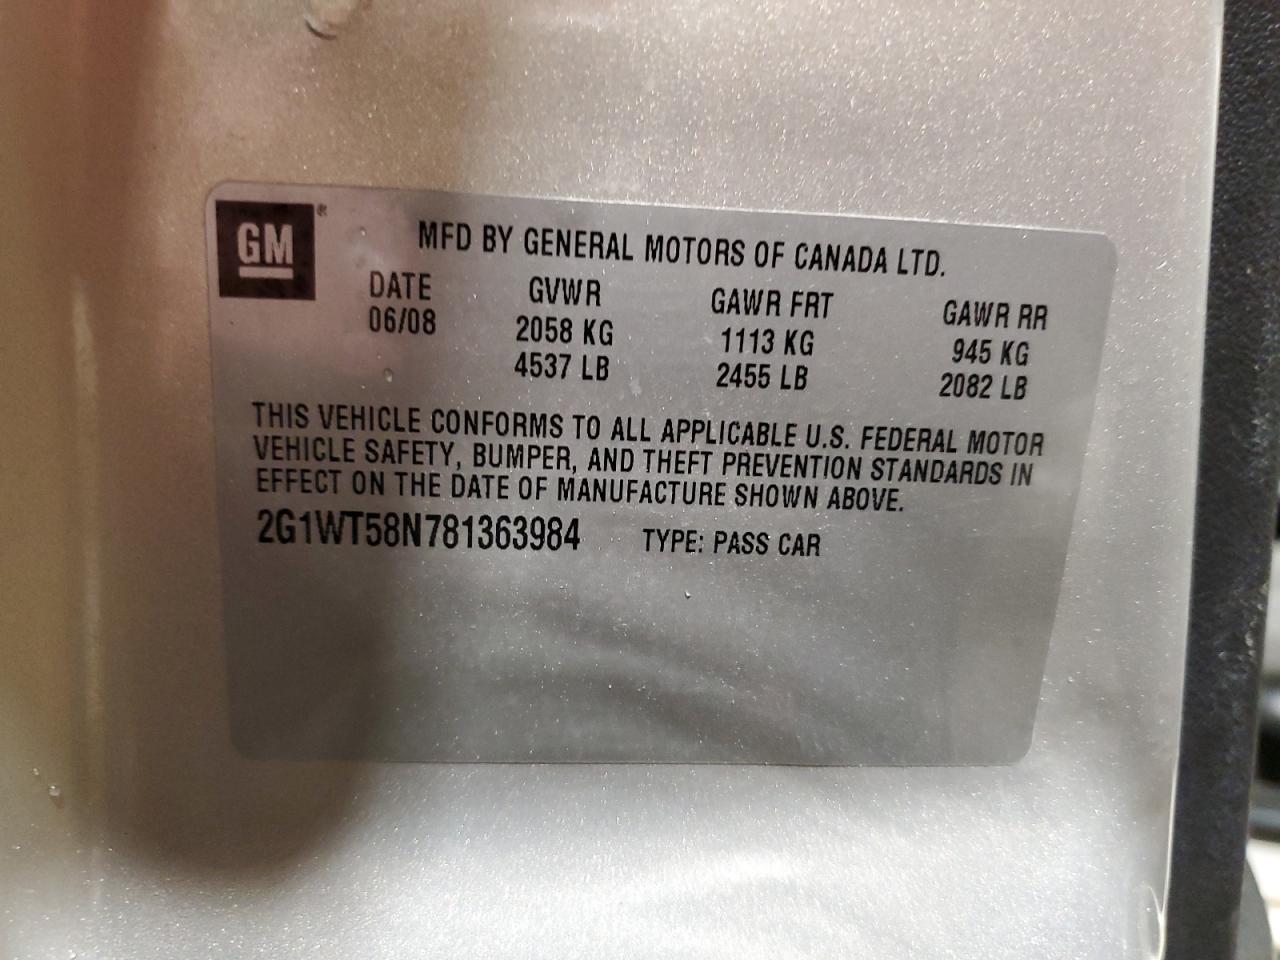 GM®
MFD BY GENERAL MOTORS OF CANADA LTD.
DATE GVWR GAWR FRT GAWR RR
06/08 2058 KG 1113 KG 945 KG
4537 LB 2455 LB 2082 LB
THIS VEHICLE CONFORMS TO ALL APPLICABLE U.S. FEDERAL MOTOR
VEHICLE SAFETY, BUMPER, AND THEFT PREVENTION STANDARDS IN
EFFECT ON THE DATE OF MANUFACTURE SHOWN ABOVE.
2G1WT58N781363984 TYPE: PASS CAR